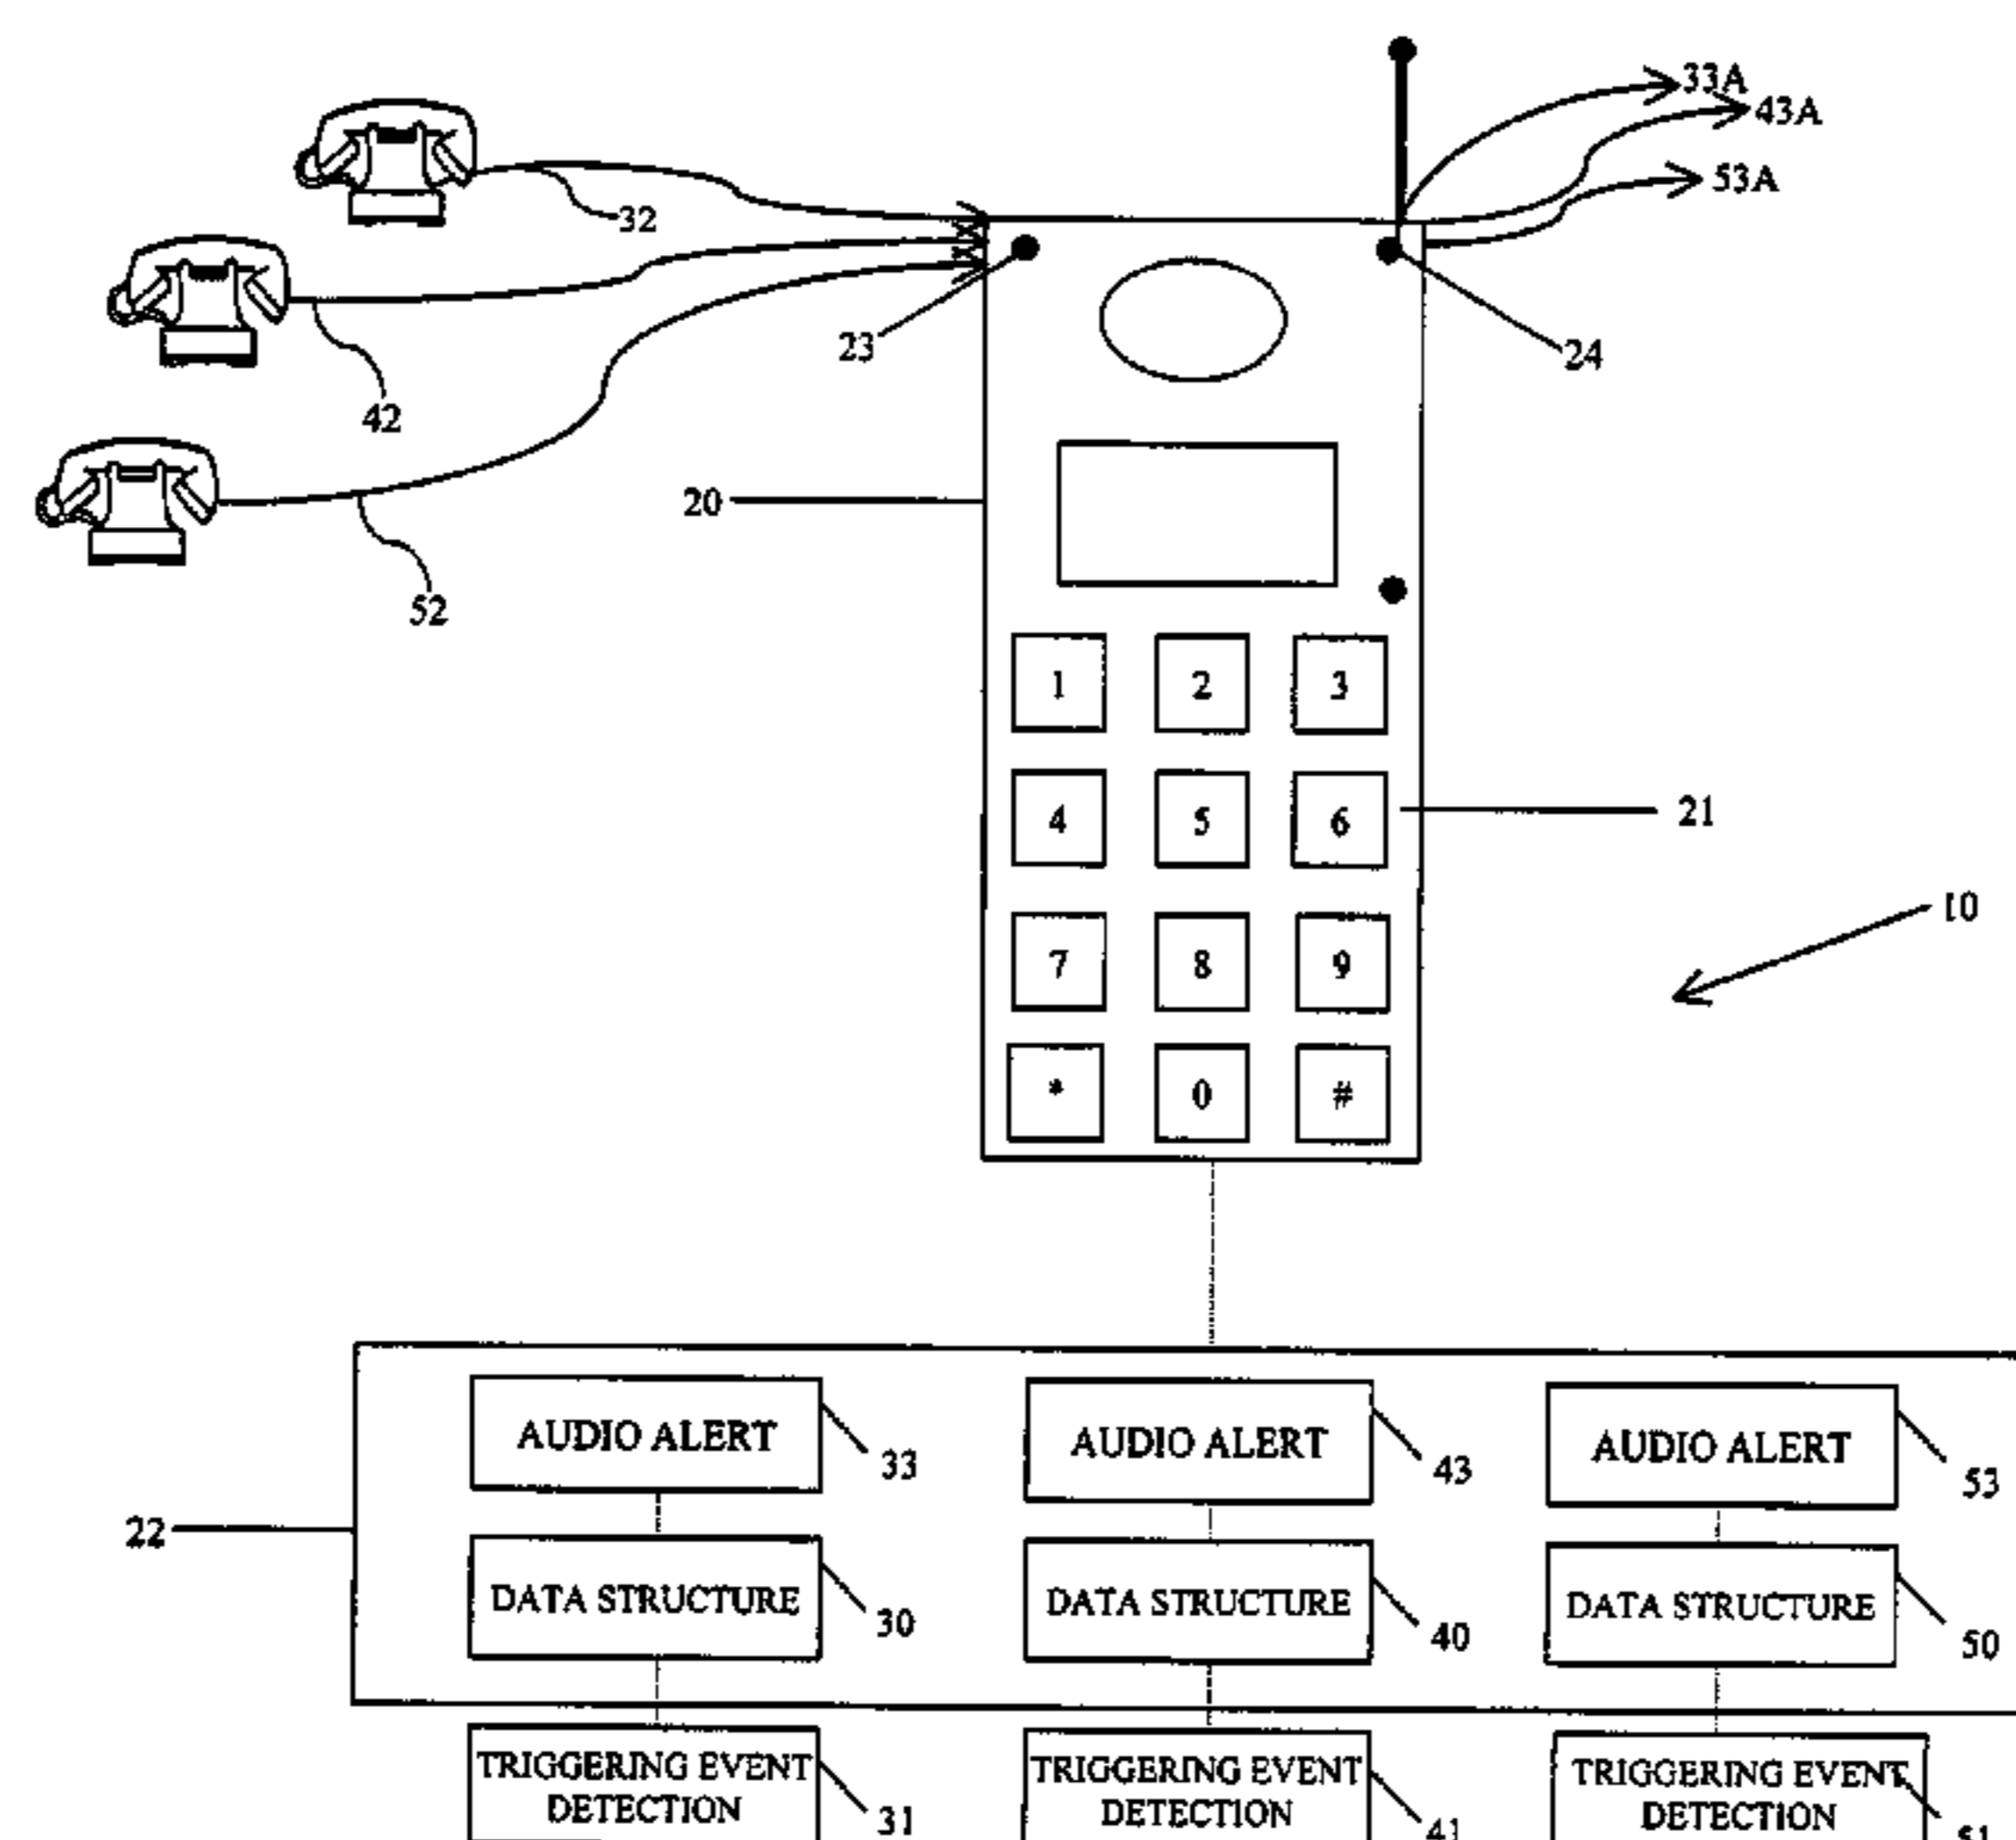 33A
43A
53A
32
23
24
42
20
52
1 2 3
4 5 6
21
7 8 9
10
* 0 #
AUDIO ALERT
33
AUDIO ALERT
43
AUDIO ALERT
53
22
DATA STRUCTURE
30
DATA STRUCTURE
40
DATA STRUCTURE
50
TRIGGERING EVENT
DETECTION
31
TRIGGERING EVENT
DETECTION
41
TRIGGERING EVENT
DETECTION
51